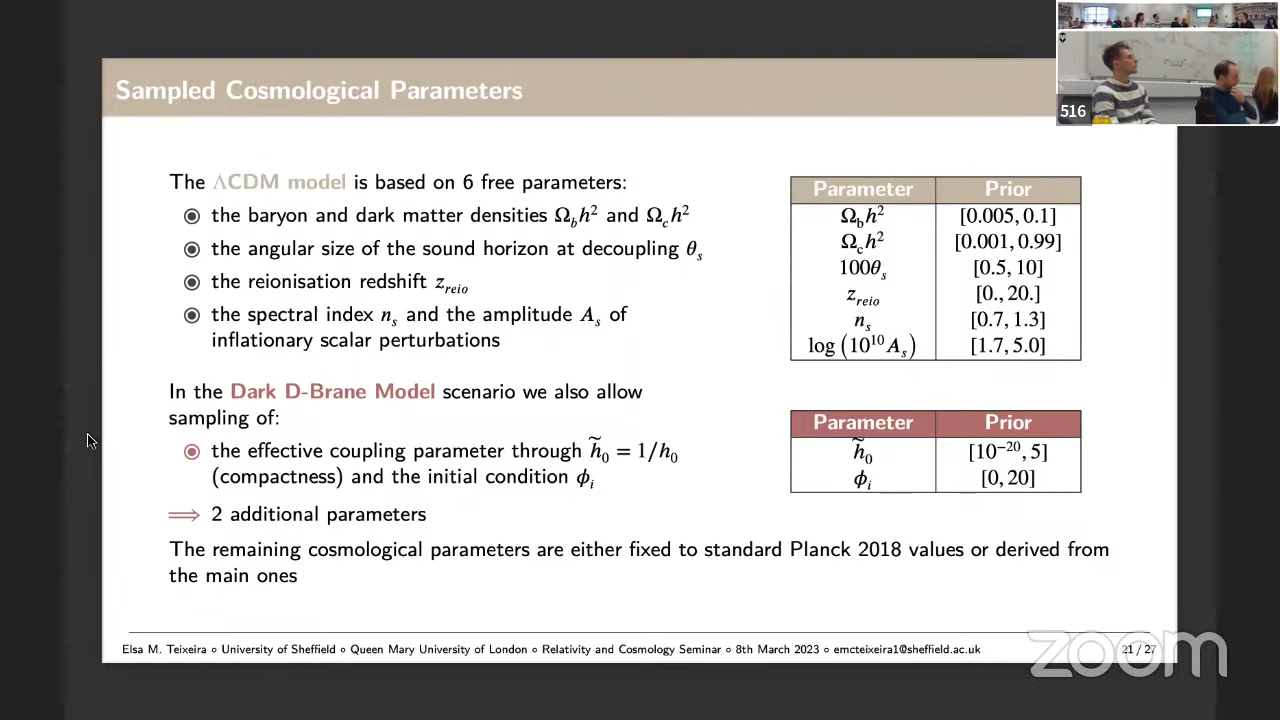 Sampled Cosmological Parameters
The ΛCDM model is based on 6 free parameters:
the baryon and dark matter densities Ω_b h² and Ω_c h²
the angular size of the sound horizon at decoupling θ_s
the reionisation redshift z_reio
the spectral index n_s and the amplitude A_s of
inflationary scalar perturbations
In the Dark D-Brane Model scenario we also allow
sampling of:
the effective coupling parameter through h̃₀ = 1/h₀
(compactness) and the initial condition ϕ_i
⟹ 2 additional parameters
The remaining cosmological parameters are either fixed to standard Planck 2018 values or derived from
the main ones
Parameter Prior
Ω_b h² [0.005, 0.1]
Ω_c h² [0.001, 0.99]
100θ_s [0.5, 10]
z_reio [0., 20.]
n_s [0.7, 1.3]
log (10¹⁰ A_s) [1.7, 5.0]
Parameter Prior
h̃₀ [10⁻²⁰, 5]
ϕ_i [0, 20]
Elsa M. Teixeira ∘ University of Sheffield ∘ Queen Mary University of London ∘ Relativity and Cosmology Seminar ∘ 8th March 2023 ∘ emcteixeira1@sheffield.ac.uk
21 / 27
516
zoom